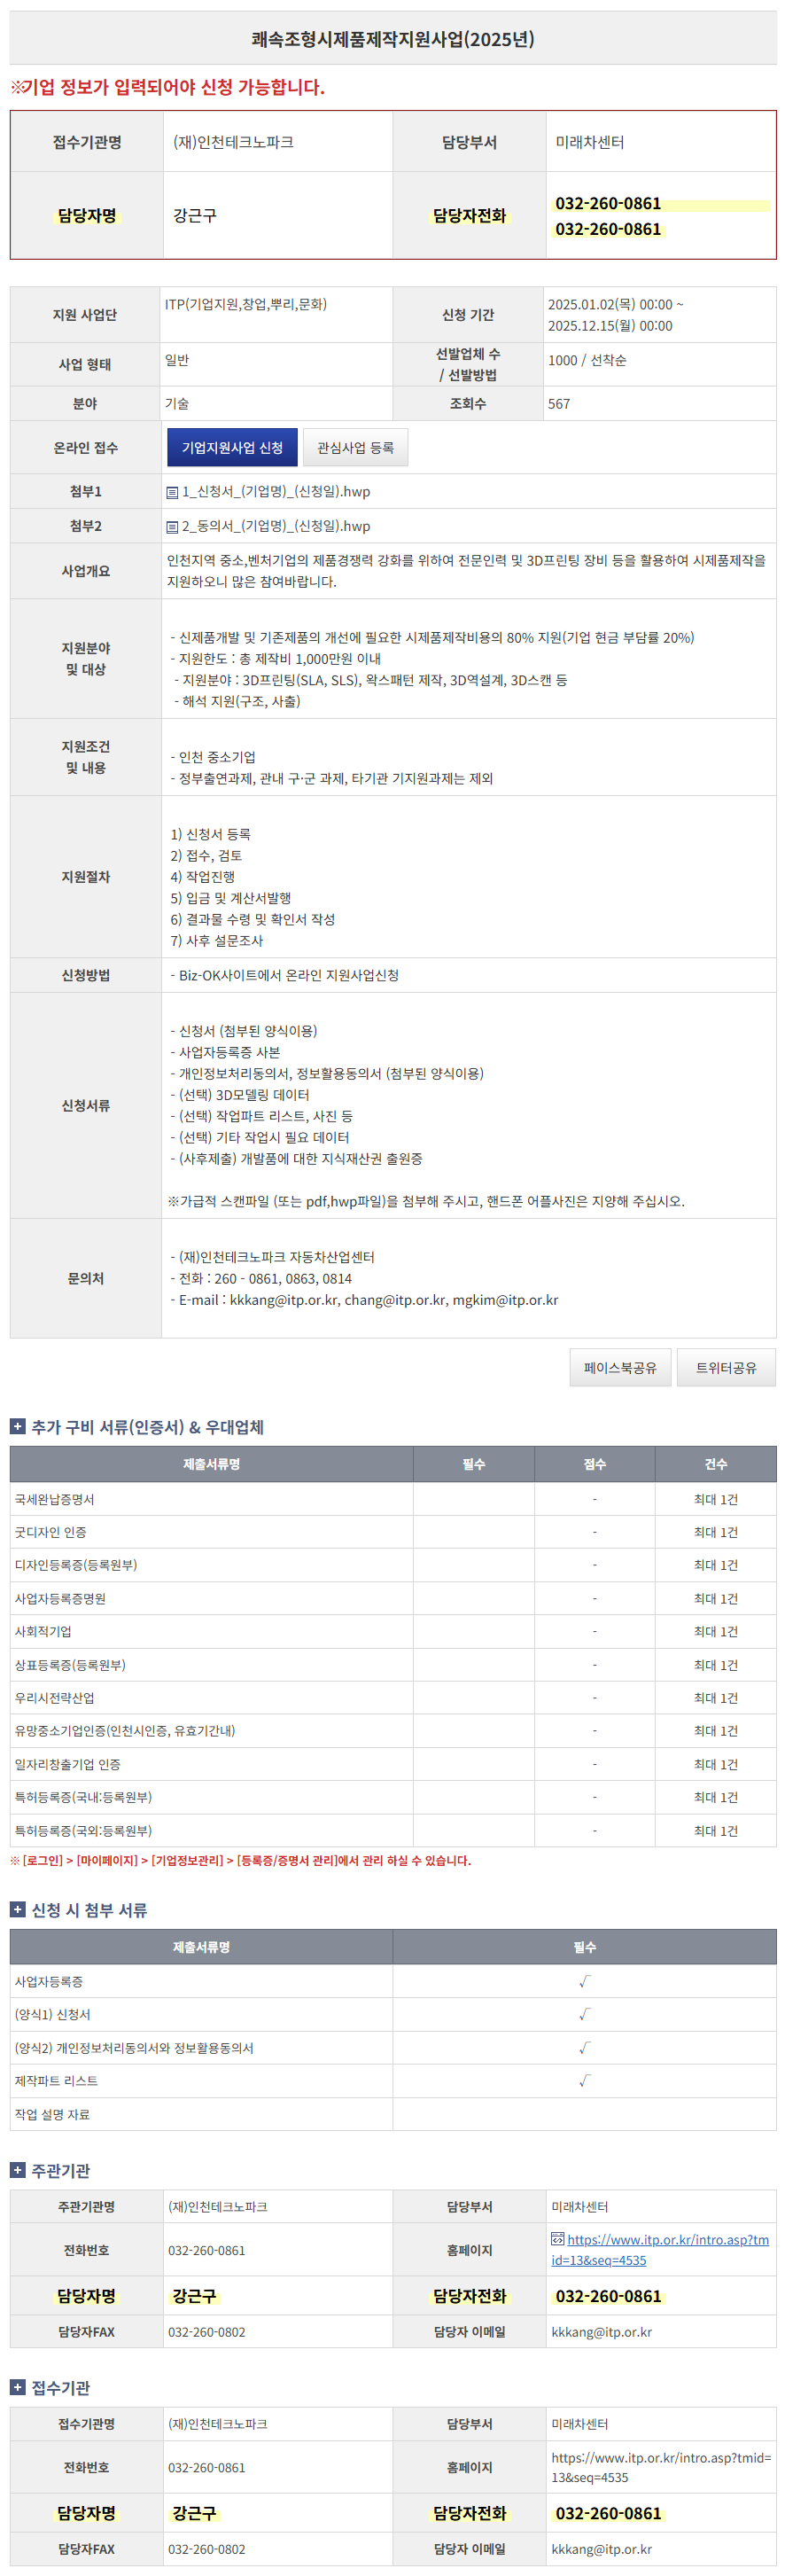 쾌속조형시제품제작지원사업(2025년)
※기업 정보가 입력되어야 신청 가능합니다.
접수기관명 (재)인천테크노파크 담당부서 미래차센터
담당자명 강근구 담당자전화 032-260-0861
032-260-0861
지원 사업단 ITP(기업지원,창업,뿌리,문화) 신청 기간 2025.01.02(목) 00:00 ~
2025.12.15(월) 00:00
사업 형태 일반 선발업체 수
/ 선발방법 1000 / 선착순
분야 기술 조회수 567
온라인 접수 기업지원사업 신청 관심사업 등록
첨부1 1_신청서_(기업명)_(신청일).hwp
첨부2 2_동의서_(기업명)_(신청일).hwp
사업개요 인천지역 중소,벤처기업의 제품경쟁력 강화를 위하여 전문인력 및 3D프린팅 장비 등을 활용하여 시제품제작을
지원하오니 많은 참여바랍니다.
지원분야
및 대상
- 신제품개발 및 기존제품의 개선에 필요한 시제품제작비용의 80% 지원(기업 현금 부담률 20%)
- 지원한도 : 총 제작비 1,000만원 이내
- 지원분야 : 3D프린팅(SLA, SLS), 왁스패턴 제작, 3D역설계, 3D스캔 등
- 해석 지원(구조, 사출)
지원조건
및 내용
- 인천 중소기업
- 정부출연과제, 관내 구·군 과제, 타기관 기지원과제는 제외
지원절차
1) 신청서 등록
2) 접수, 검토
4) 작업진행
5) 입금 및 계산서발행
6) 결과물 수령 및 확인서 작성
7) 사후 설문조사
신청방법 - Biz-OK사이트에서 온라인 지원사업신청
신청서류
- 신청서 (첨부된 양식이용)
- 사업자등록증 사본
- 개인정보처리동의서, 정보활용동의서 (첨부된 양식이용)
- (선택) 3D모델링 데이터
- (선택) 작업파트 리스트, 사진 등
- (선택) 기타 작업시 필요 데이터
- (사후제출) 개발품에 대한 지식재산권 출원증
※가급적 스캔파일 (또는 pdf,hwp파일)을 첨부해 주시고, 핸드폰 어플사진은 지양해 주십시오.
문의처
- (재)인천테크노파크 자동차산업센터
- 전화 : 260 - 0861, 0863, 0814
- E-mail : kkkang@itp.or.kr, chang@itp.or.kr, mgkim@itp.or.kr
페이스북공유 트위터공유
추가 구비 서류(인증서) & 우대업체
제출서류명 필수 점수 건수
국세완납증명서 - 최대 1건
굿디자인 인증 - 최대 1건
디자인등록증(등록원부) - 최대 1건
사업자등록증명원 - 최대 1건
사회적기업 - 최대 1건
상표등록증(등록원부) - 최대 1건
우리시전략산업 - 최대 1건
유망중소기업인증(인천시인증, 유효기간내) - 최대 1건
일자리창출기업 인증 - 최대 1건
특허등록증(국내:등록원부) - 최대 1건
특허등록증(국외:등록원부) - 최대 1건
※ [로그인] > [마이페이지] > [기업정보관리] > [등록증/증명서 관리]에서 관리 하실 수 있습니다.
신청 시 첨부 서류
제출서류명 필수
사업자등록증 √
(양식1) 신청서 √
(양식2) 개인정보처리동의서와 정보활용동의서 √
제작파트 리스트 √
작업 설명 자료
주관기관
주관기관명 (재)인천테크노파크 담당부서 미래차센터
전화번호 032-260-0861 홈페이지 https://www.itp.or.kr/intro.asp?tm
id=13&seq=4535
담당자명 강근구 담당자전화 032-260-0861
담당자FAX 032-260-0802 담당자 이메일 kkkang@itp.or.kr
접수기관
접수기관명 (재)인천테크노파크 담당부서 미래차센터
전화번호 032-260-0861 홈페이지 https://www.itp.or.kr/intro.asp?tmid=
13&seq=4535
담당자명 강근구 담당자전화 032-260-0861
담당자FAX 032-260-0802 담당자 이메일 kkkang@itp.or.kr